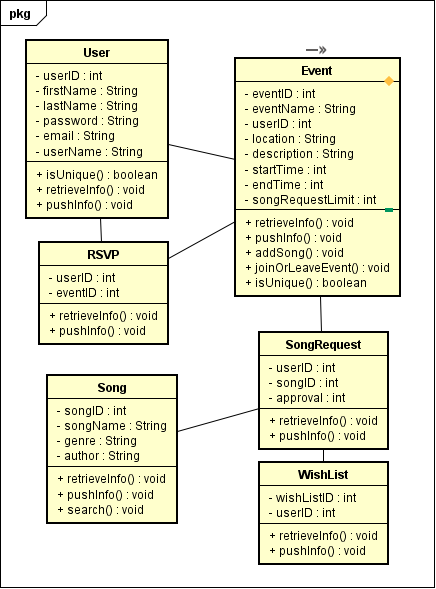 pkg
User
- userID : int
- firstName : String
- lastName : String
- password : String
- email : String
- userName : String
+ isUnique() : boolean
+ retrieveInfo() : void
+ pushInfo() : void
Event
- eventID : int
- eventName : String
- userID : int
- location : String
- description : String
- startTime : int
- endTime : int
- songRequestLimit : int
+ retrieveInfo() : void
+ pushInfo() : void
+ addSong() : void
+ joinOrLeaveEvent() : void
+ isUnique() : boolean
RSVP
- userID : int
- eventID : int
+ retrieveInfo() : void
+ pushInfo() : void
SongRequest
- userID : int
- songID : int
- approval : int
+ retrieveInfo() : void
+ pushInfo() : void
Song
- songID : int
- songName : String
- genre : String
- author : String
+ retrieveInfo() : void
+ pushInfo() : void
+ search() : void
WishList
- wishListID : int
- userID : int
+ retrieveInfo() : void
+ pushInfo() : void